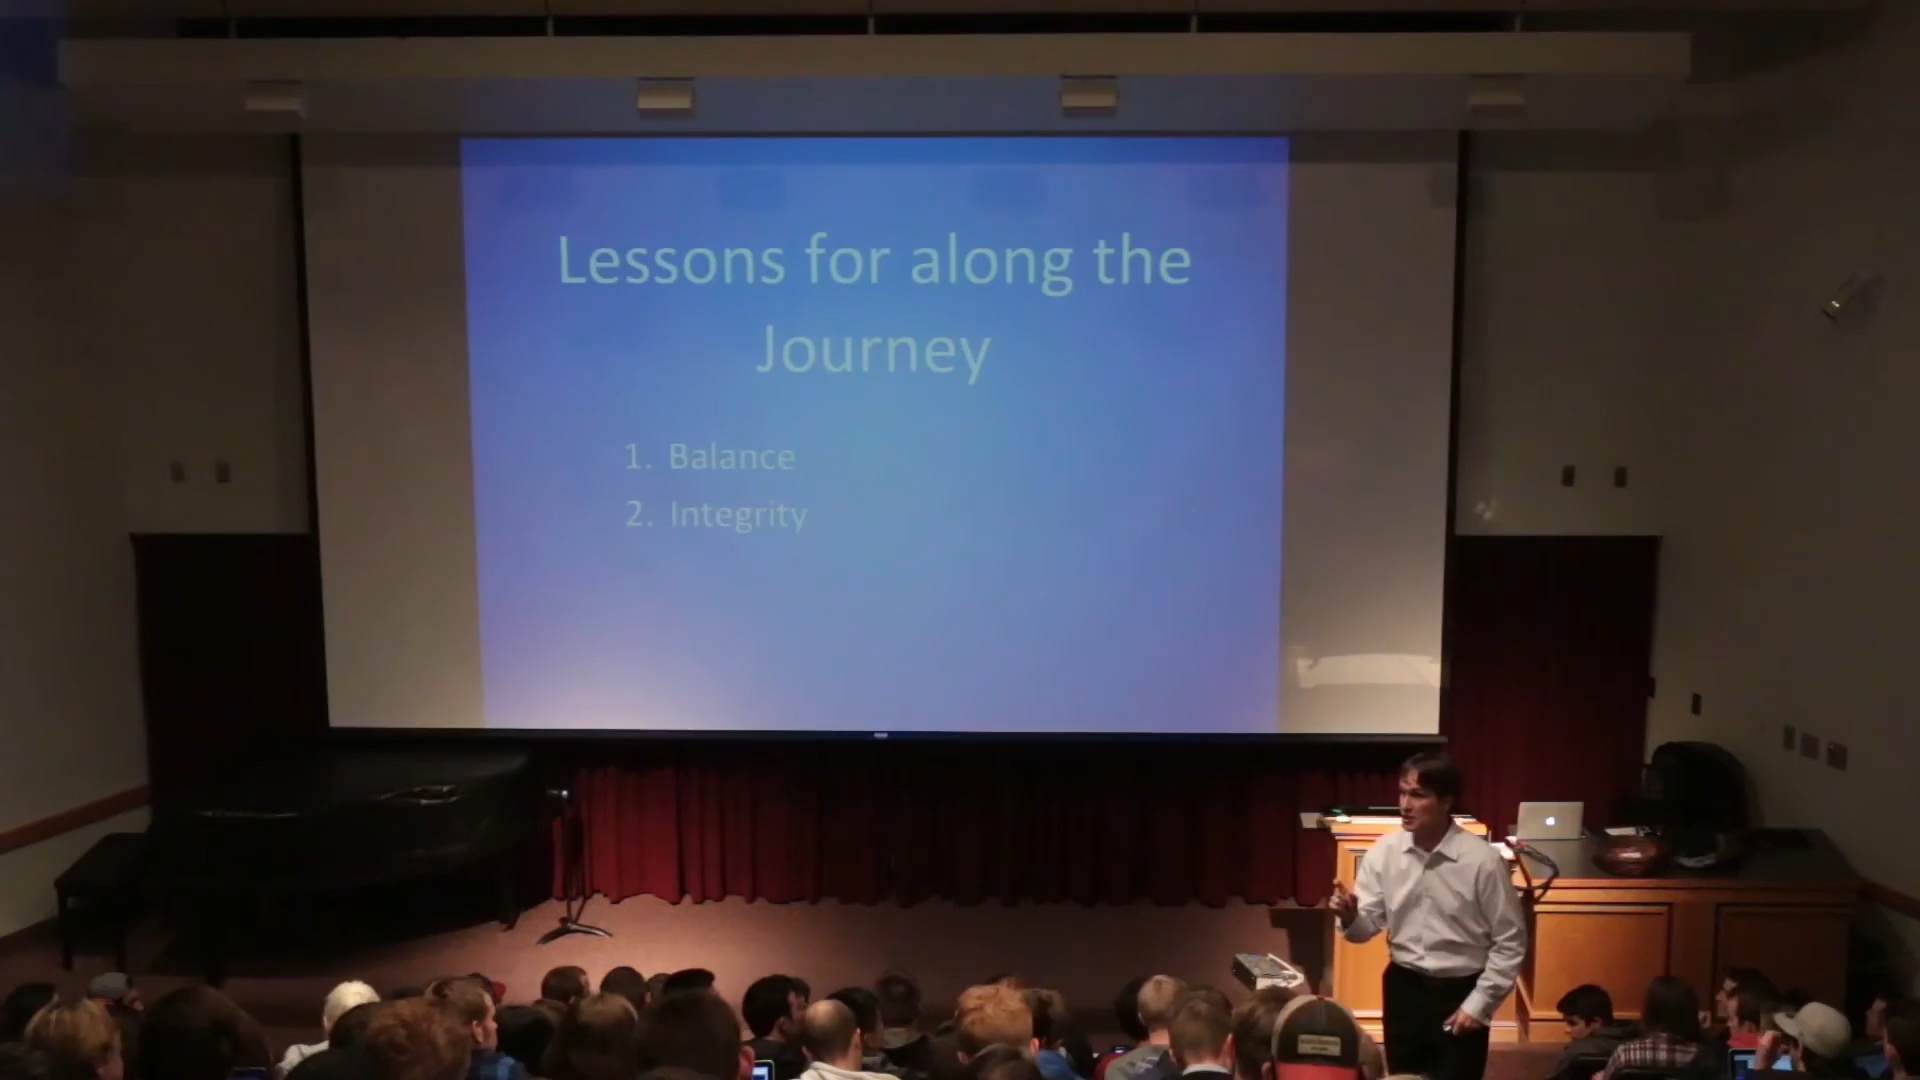 Lessons for along the
Journey
1. Balance
2. Integrity